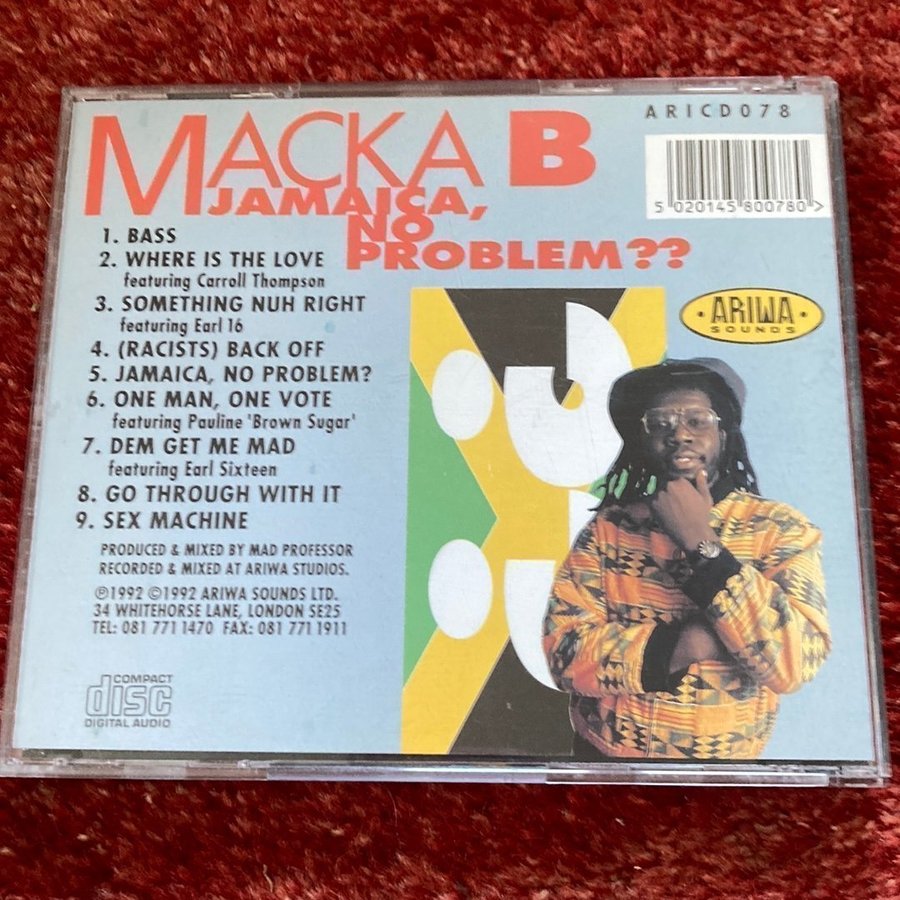 MACKA B
JAMAICA,
NO
PROBLEM??
ARICD078
5 020145 800780 >
1. BASS
2. WHERE IS THE LOVE
featuring Carroll Thompson
3. SOMETHING NUH RIGHT
featuring Earl 16
4. (RACISTS) BACK OFF
5. JAMAICA, NO PROBLEM?
6. ONE MAN, ONE VOTE
featuring Pauline 'Brown Sugar'
7. DEM GET ME MAD
featuring Earl Sixteen
8. GO THROUGH WITH IT
9. SEX MACHINE
• ARIWA •
SOUNDS
PRODUCED & MIXED BY MAD PROFESSOR
RECORDED & MIXED AT ARIWA STUDIOS.
℗1992 ©1992 ARIWA SOUNDS LTD.
34 WHITEHORSE LANE, LONDON SE25
TEL: 081 771 1470 FAX: 081 771 1911
COMPACT
disc
DIGITAL AUDIO